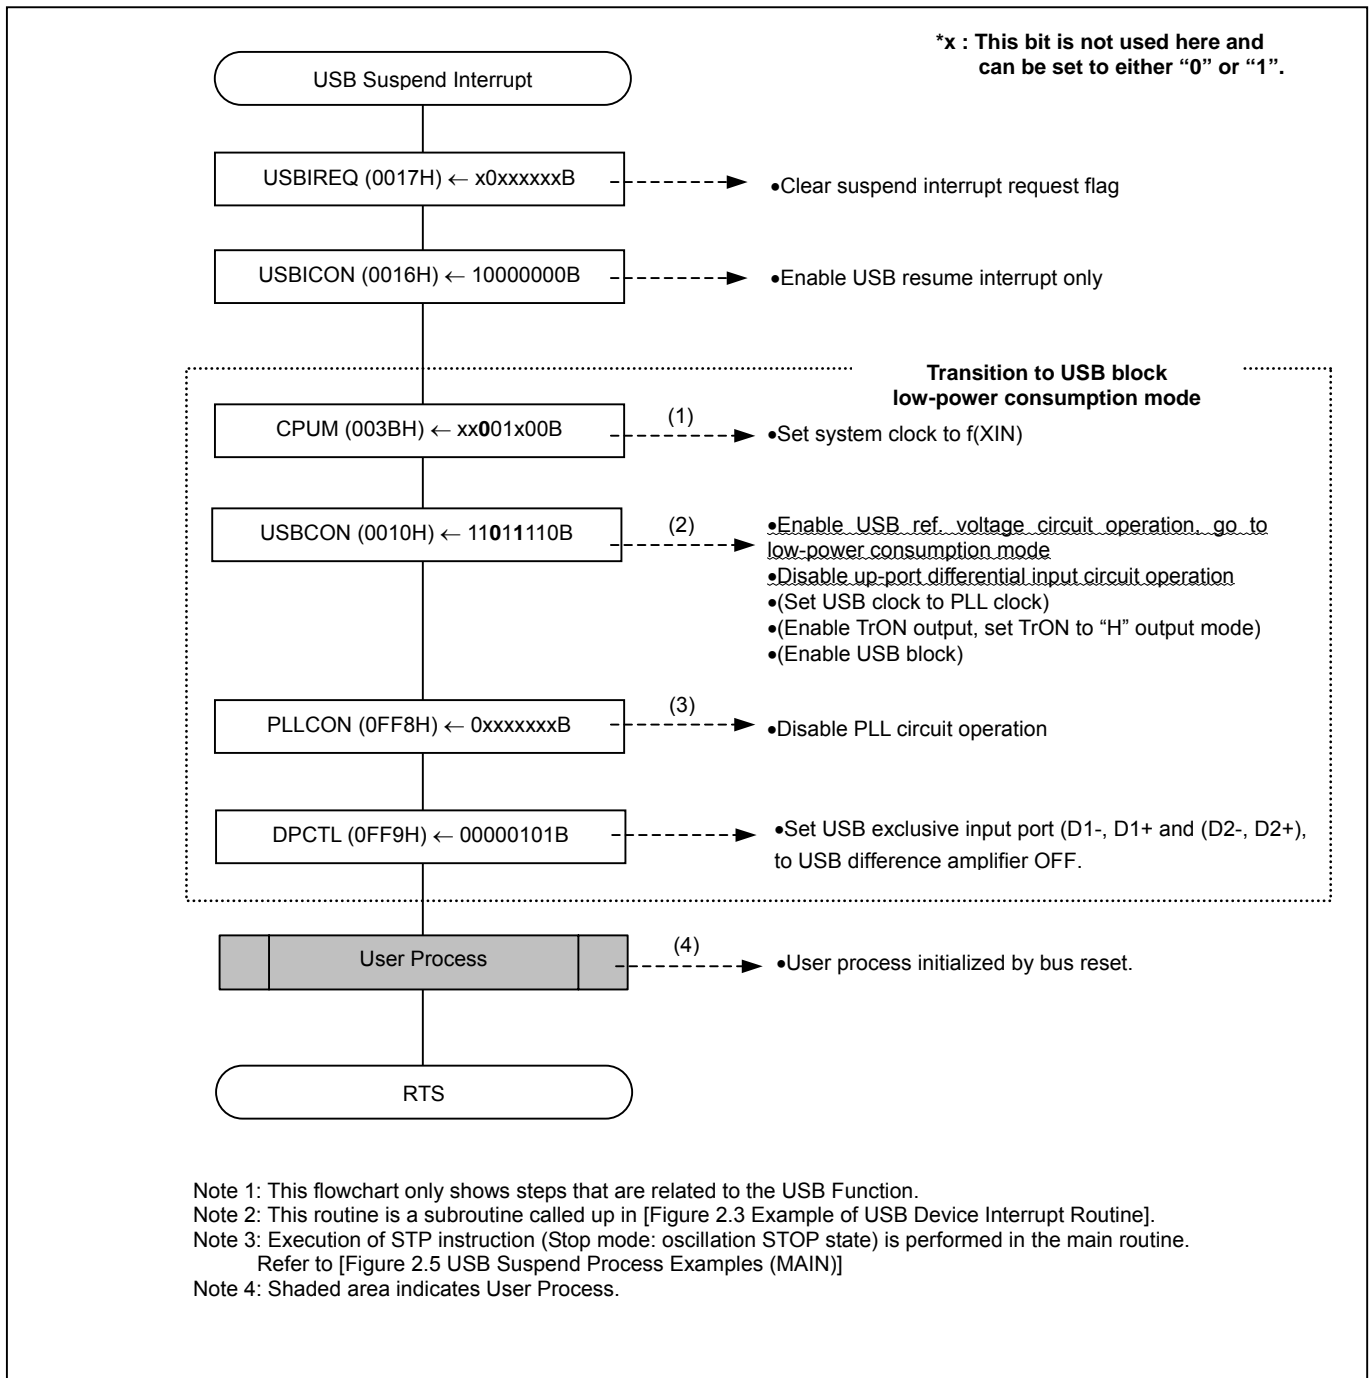 *x : This bit is not used here and
can be set to either “0” or “1”.
USB Suspend Interrupt
USBIREQ (0017H) ← x0xxxxxxB
•Clear suspend interrupt request flag
USBICON (0016H) ← 10000000B
•Enable USB resume interrupt only
Transition to USB block
low-power consumption mode
CPUM (003BH) ← xx001x00B
(1)
•Set system clock to f(XIN)
USBCON (0010H) ← 11011110B
(2)
•Enable USB ref. voltage circuit operation, go to
low-power consumption mode
•Disable up-port differential input circuit operation
•(Set USB clock to PLL clock)
•(Enable TrON output, set TrON to “H” output mode)
•(Enable USB block)
PLLCON (0FF8H) ← 0xxxxxxxB
(3)
•Disable PLL circuit operation
DPCTL (0FF9H) ← 00000101B
•Set USB exclusive input port (D1-, D1+ and (D2-, D2+),
to USB difference amplifier OFF.
User Process
(4)
•User process initialized by bus reset.
RTS
Note 1: This flowchart only shows steps that are related to the USB Function.
Note 2: This routine is a subroutine called up in [Figure 2.3 Example of USB Device Interrupt Routine].
Note 3: Execution of STP instruction (Stop mode: oscillation STOP state) is performed in the main routine.
Refer to [Figure 2.5 USB Suspend Process Examples (MAIN)]
Note 4: Shaded area indicates User Process.